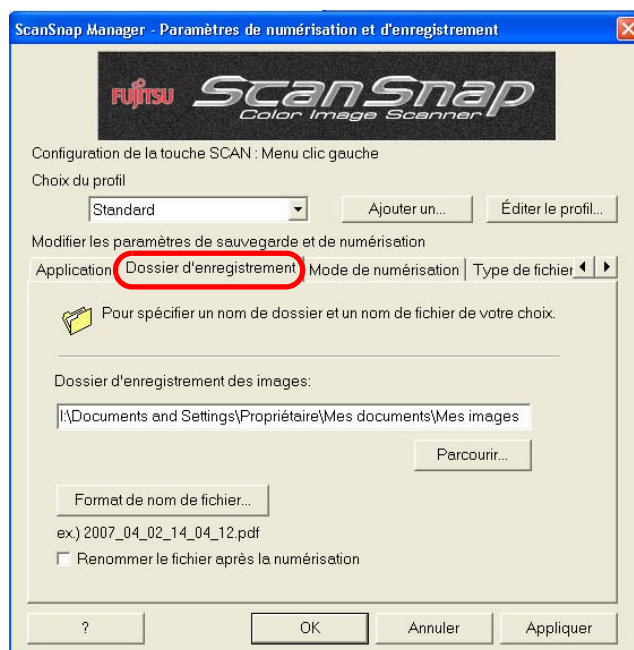 ScanSnap Manager - Paramètres de numérisation et d'enregistrement
FUJITSU ScanSnap
Color Image Scanner
Configuration de la touche SCAN : Menu clic gauche
Choix du profil
Standard Ajouter un... Éditer le profil...
Modifier les paramètres de sauvegarde et de numérisation
Application Dossier d'enregistrement Mode de numérisation Type de fichier
Pour spécifier un nom de dossier et un nom de fichier de votre choix.
Dossier d'enregistrement des images:
I:\Documents and Settings\Propriétaire\Mes documents\Mes images
Parcourir...
Format de nom de fichier...
ex.) 2007_04_02_14_04_12.pdf
Renommer le fichier après la numérisation
? OK Annuler Appliquer